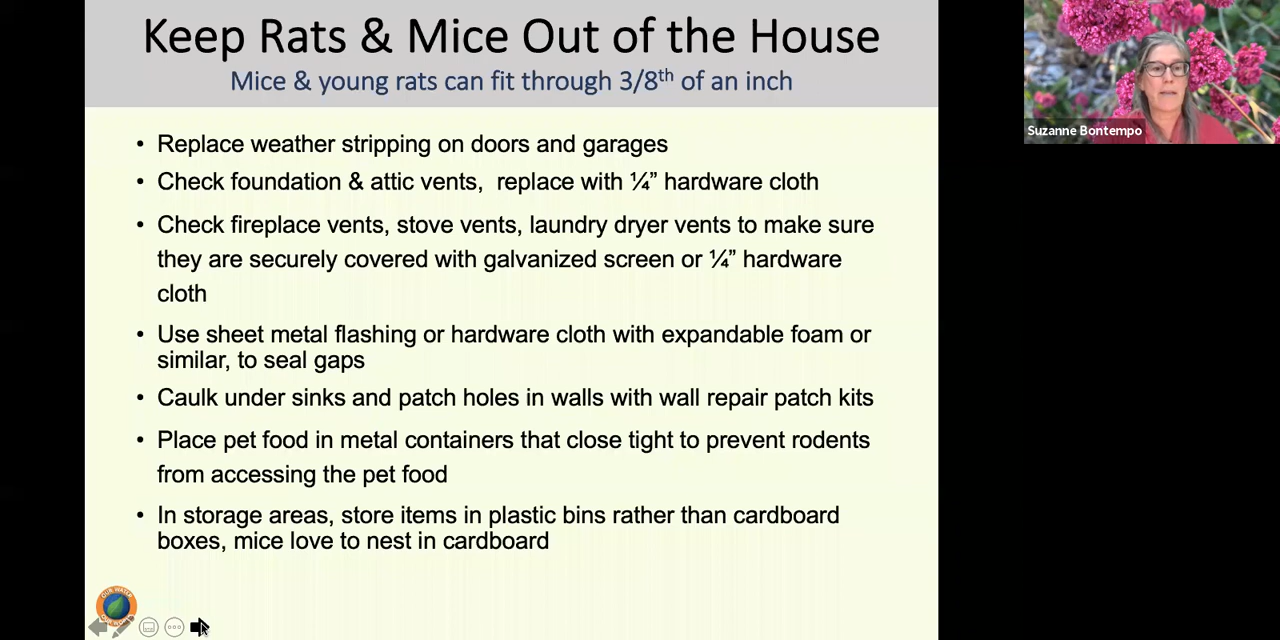 Keep Rats & Mice Out of the House
Mice & young rats can fit through 3/8th of an inch
• Replace weather stripping on doors and garages
• Check foundation & attic vents, replace with ¼” hardware cloth
• Check fireplace vents, stove vents, laundry dryer vents to make sure
they are securely covered with galvanized screen or ¼” hardware
cloth
• Use sheet metal flashing or hardware cloth with expandable foam or
similar, to seal gaps
• Caulk under sinks and patch holes in walls with wall repair patch kits
• Place pet food in metal containers that close tight to prevent rodents
from accessing the pet food
• In storage areas, store items in plastic bins rather than cardboard
boxes, mice love to nest in cardboard
OUR WATER
Suzanne Bontempo